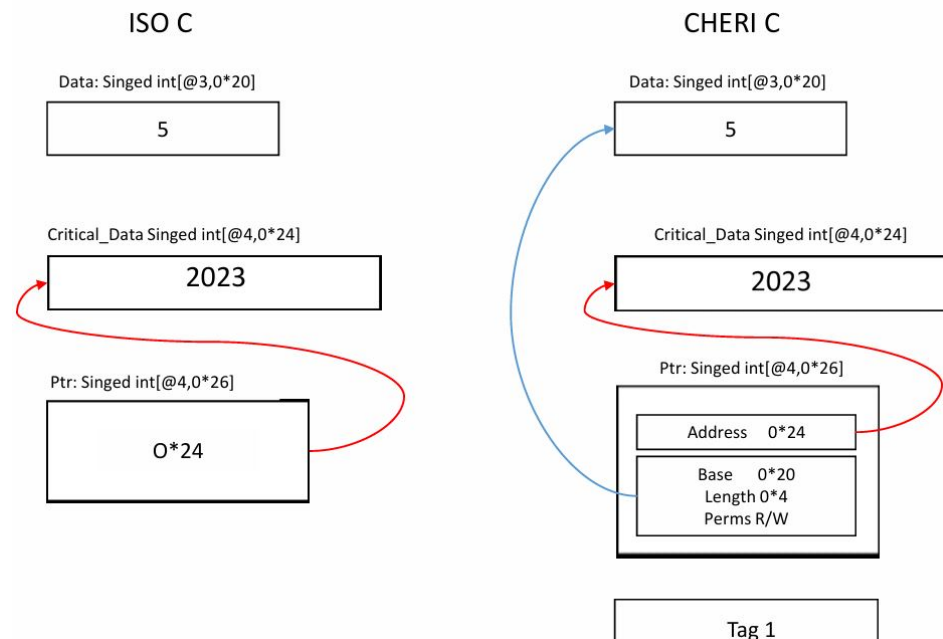 ISO C
Data: Singed int[@3,0*20]
5
Critical_Data Singed int[@4,0*24]
2023
Ptr: Singed int[@4,0*26]
O*24
CHERI C
Data: Singed int[@3,0*20]
5
Critical_Data Singed int[@4,0*24]
2023
Ptr: Singed int[@4,0*26]
Address 0*24
Base 0*20
Length 0*4
Perms R/W
Tag 1